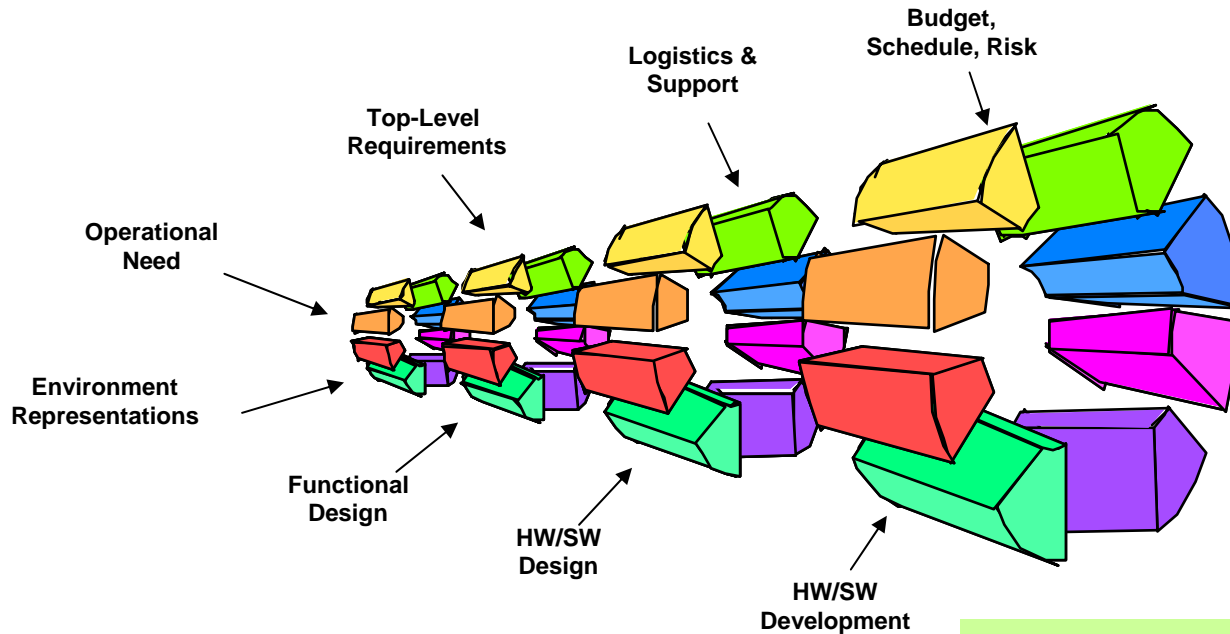 Budget,
Schedule, Risk
Logistics &
Support
Top-Level
Requirements
Operational
Need
Environment
Representations
Functional
Design
HW/SW
Design
HW/SW
Development